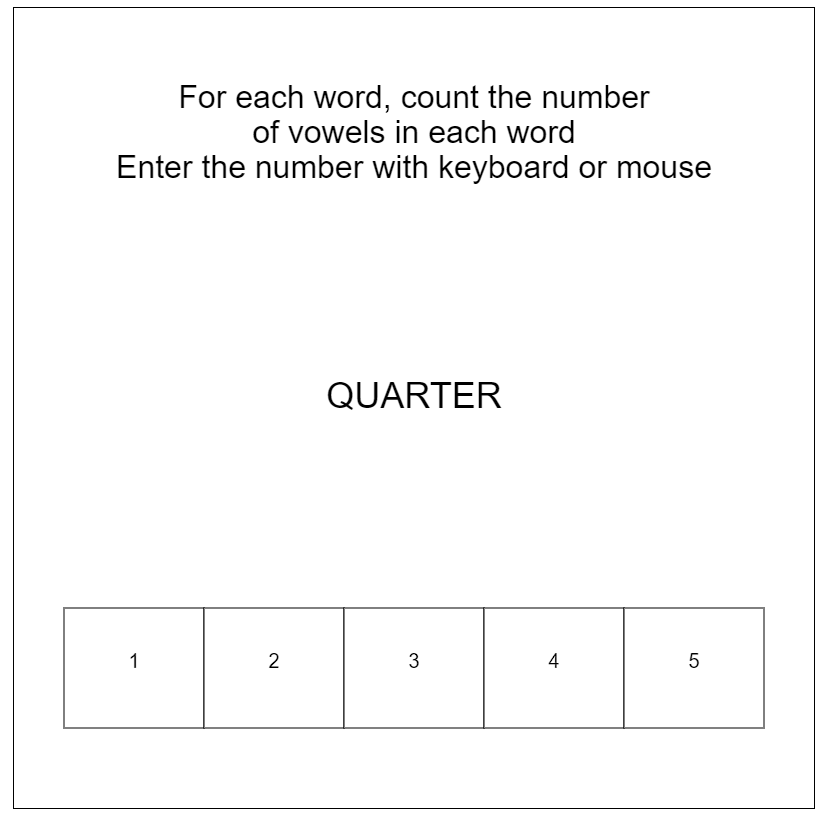 For each word, count the number
of vowels in each word
Enter the number with keyboard or mouse
QUARTER
1 2 3 4 5